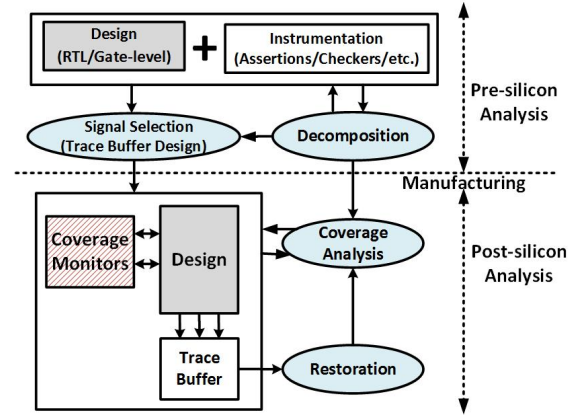 Design
(RTL/Gate-level)
+
Instrumentation
(Assertions/Checkers/etc.)
Pre-silicon
Analysis
Signal Selection
(Trace Buffer Design)
Decomposition
Manufacturing
Coverage
Monitors
Design
Coverage
Analysis
Post-silicon
Analysis
Trace
Buffer
Restoration